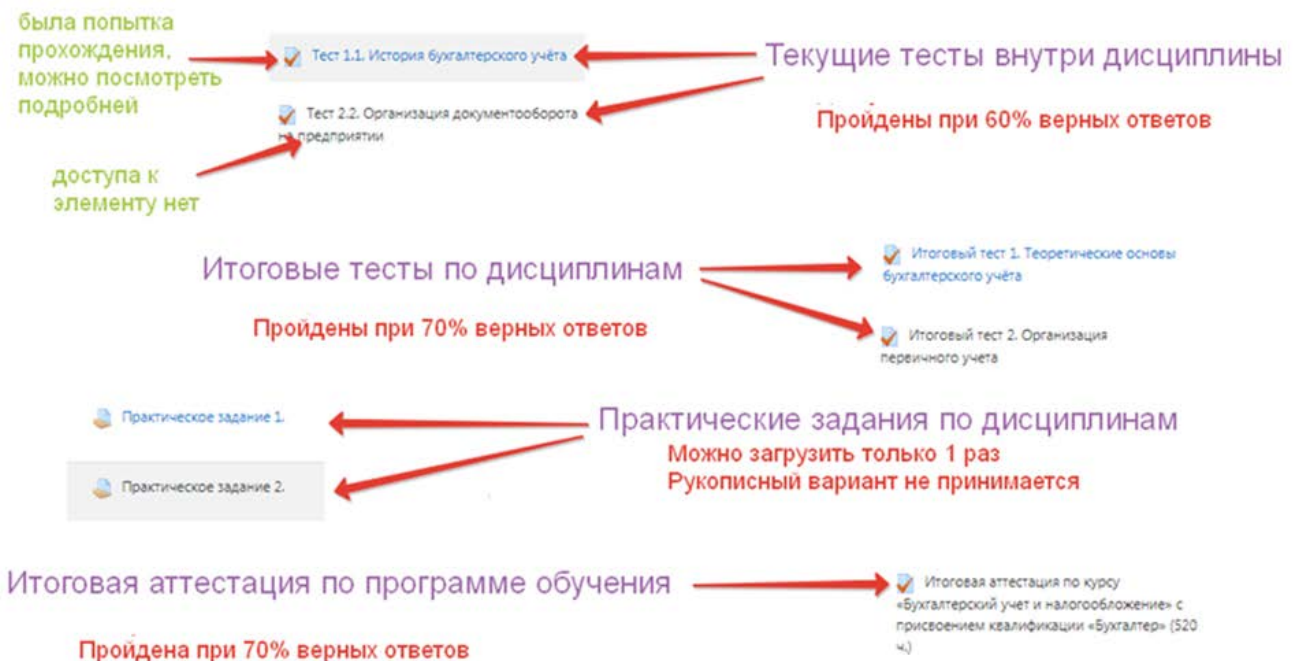 была попытка
прохождения,
можно посмотреть
подробней
Тест 1.1. История бухгалтерского учёта
Текущие тесты внутри дисциплины
Тест 2.2. Организация документооборота
на предприятии
Пройдены при 60% верных ответов
доступа к
элементу нет
Итоговые тесты по дисциплинам
Итоговый тест 1. Теоретические основы
бухгалтерского учёта
Пройдены при 70% верных ответов
Итоговый тест 2. Организация
первичного учета
Практическое задание 1.
Практические задания по дисциплинам
Можно загрузить только 1 раз
Рукописный вариант не принимается
Практическое задание 2.
Итоговая аттестация по программе обучения
Итоговая аттестация по курсу
«Бухгалтерский учет и налогообложение» с
присвоением квалификации «Бухгалтер» (520
ч.)
Пройдена при 70% верных ответов